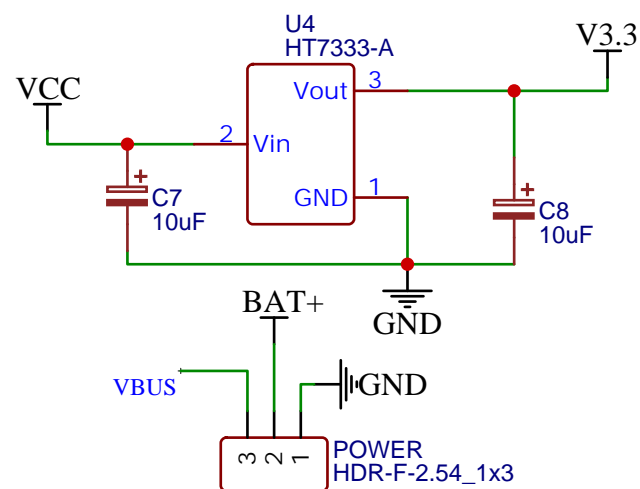 U4
HT7333-A
V3.3
VCC
Vout
3
2
Vin
GND
1
+
C7
10uF
+
C8
10uF
GND
BAT+
VBUS
GND
3
2
1
POWER
HDR-F-2.54_1x3